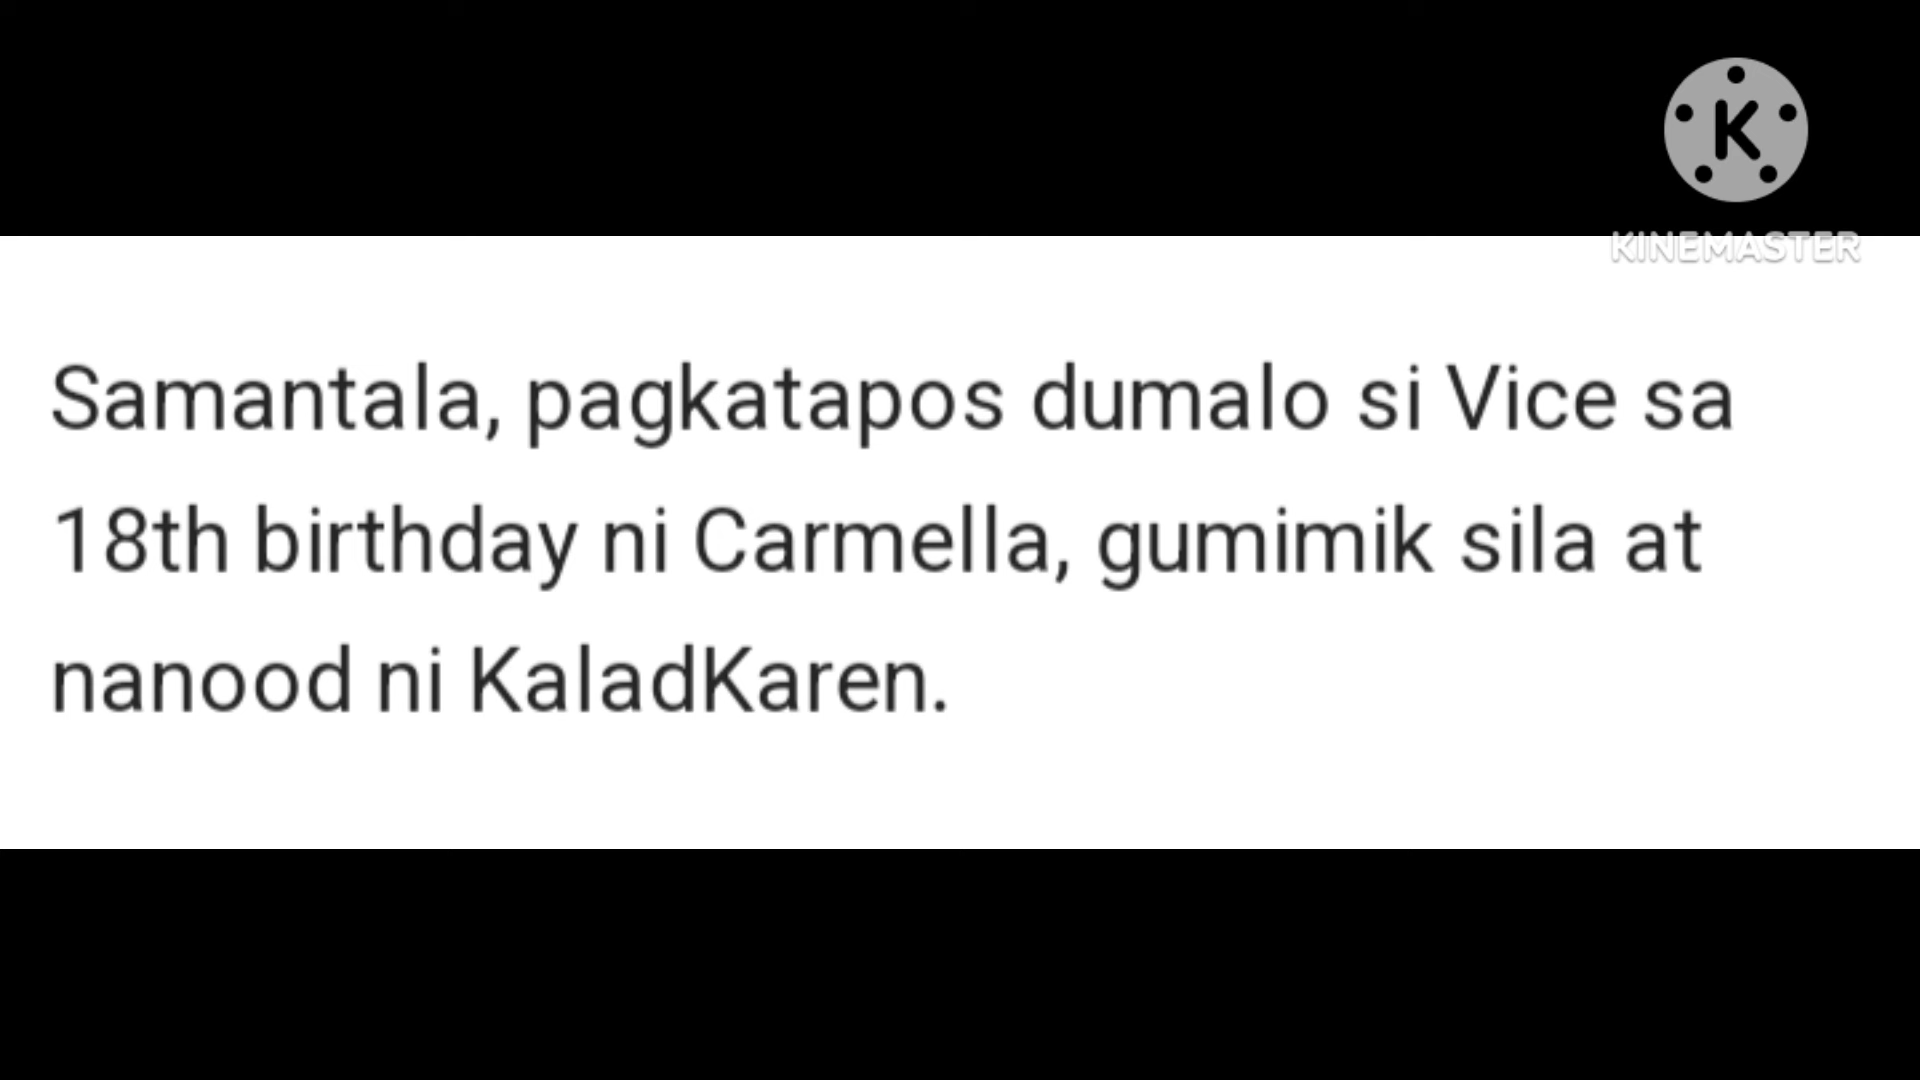 K
KINEMASTER
Samantala, pagkatapos dumalo si Vice sa
18th birthday ni Carmella, gumimik sila at
nanood ni KaladKaren.